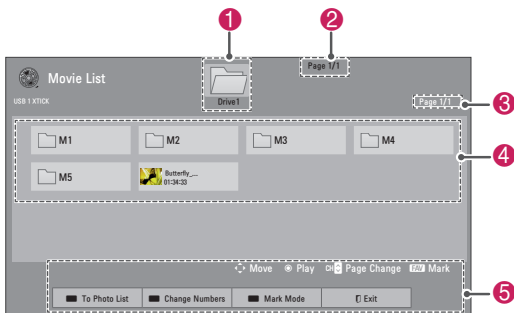 1
2
Page 1/1
Movie List
USB 1 XTICK
Drive1
Page 1/1
3
M1
M2
M3
M4
4
M5
Butterfly_...
01:34:33
Move
Play
CH Page Change
FAV Mark
To Photo List
Change Numbers
Mark Mode
Exit
5